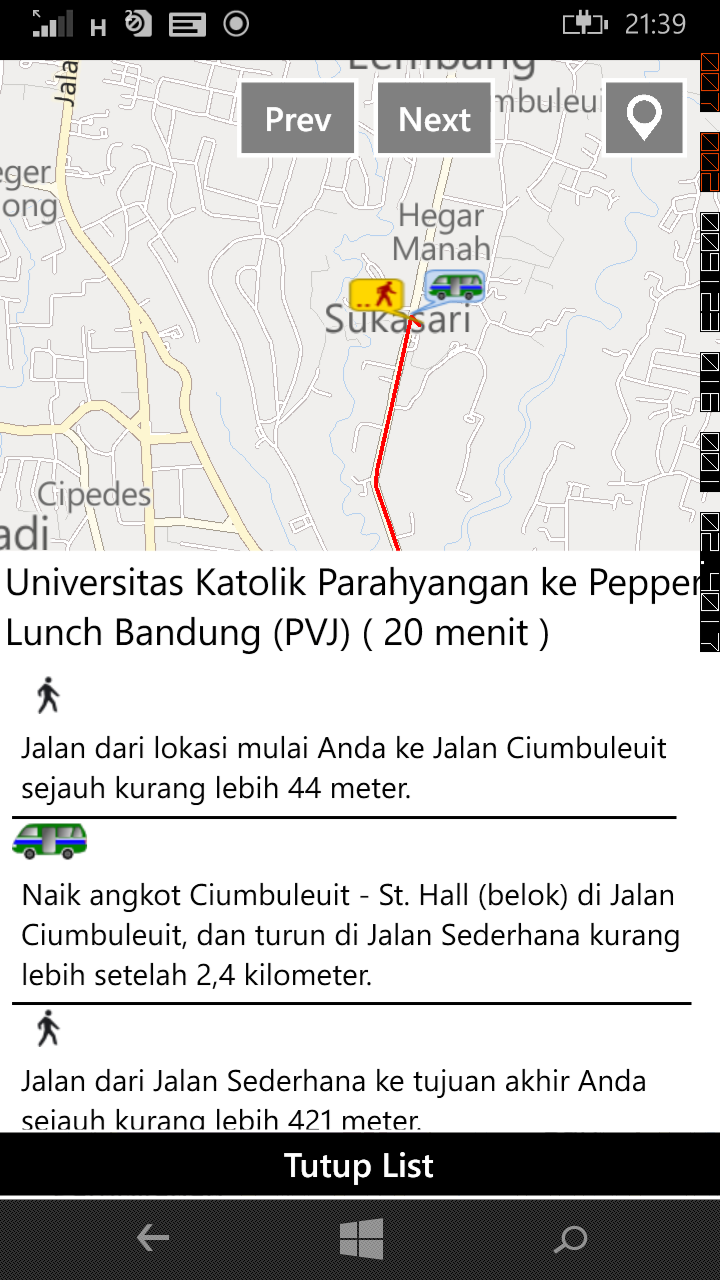 H
21:39
Lembang
Jala
Prev
Next
mbuleui
eger
ong
Hegar
Manah
Sukasari
Cipedes
adi
Universitas Katolik Parahyangan ke Pepper
Lunch Bandung (PVJ) ( 20 menit )
Jalan dari lokasi mulai Anda ke Jalan Ciumbuleuit
sejauh kurang lebih 44 meter.
Naik angkot Ciumbuleuit - St. Hall (belok) di Jalan
Ciumbuleuit, dan turun di Jalan Sederhana kurang
lebih setelah 2,4 kilometer.
Jalan dari Jalan Sederhana ke tujuan akhir Anda
sejauh kurang lebih 421 meter.
Tutup List